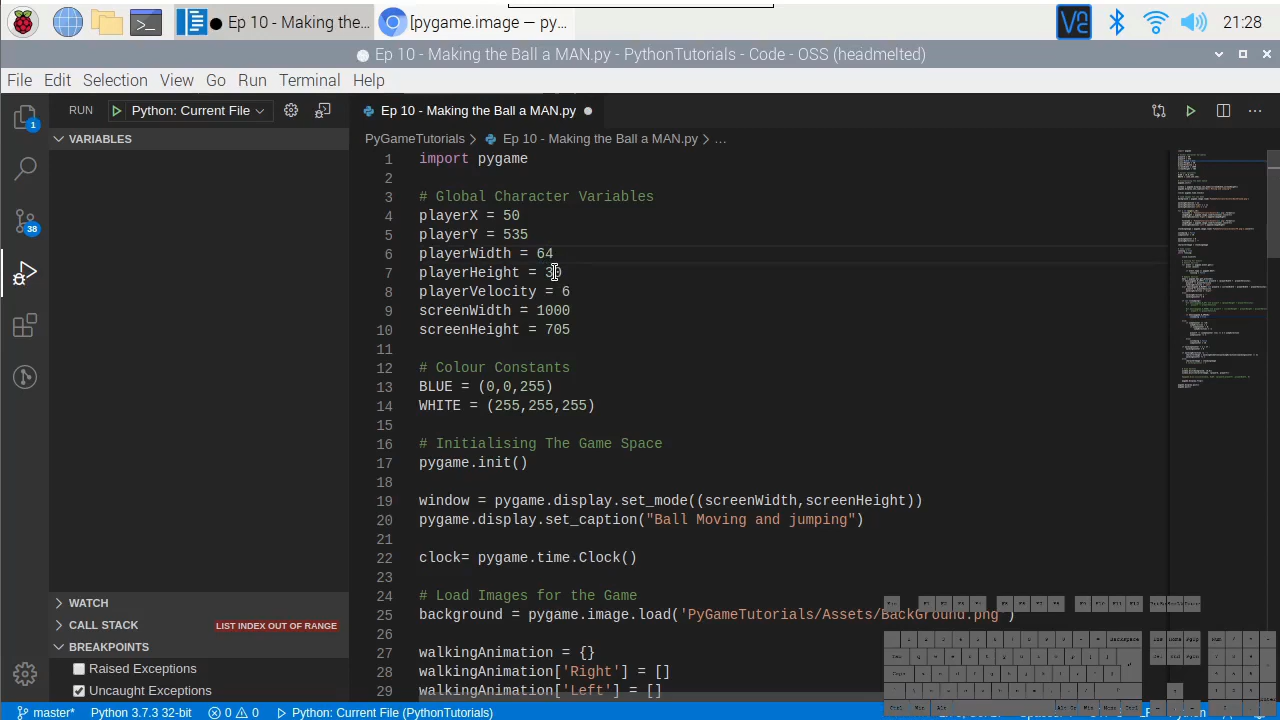 Ep 10 - Making the...
[pygame.image — py...
21:28
Ep 10 - Making the Ball a MAN.py - PythonTutorials - Code - OSS (headmelted)
File Edit Selection View Go Run Terminal Help
RUN Python: Current File
Ep 10 - Making the Ball a MAN.py
VARIABLES
PyGameTutorials > Ep 10 - Making the Ball a MAN.py > ...
1 import pygame
2
3 # Global Character Variables
4 playerX = 50
5 playerY = 535
6 playerWidth = 64
7 playerHeight = 30
8 playerVelocity = 6
9 screenWidth = 1000
10 screenHeight = 705
11
12 # Colour Constants
13 BLUE = (0,0,255)
14 WHITE = (255,255,255)
15
16 # Initialising The Game Space
17 pygame.init()
18
19 window = pygame.display.set_mode((screenWidth,screenHeight))
20 pygame.display.set_caption("Ball Moving and jumping")
21
22 clock= pygame.time.Clock()
23
24 # Load Images for the Game
25 background = pygame.image.load('PyGameTutorials/Assets/BackGround.png')
26
27 walkingAnimation = {}
28 walkingAnimation['Right'] = []
29 walkingAnimation['Left'] = []
1
38
WATCH
CALL STACK LIST INDEX OUT OF RANGE
BREAKPOINTS
Raised Exceptions
Uncaught Exceptions
master* Python 3.7.3 32-bit 0 0 Python: Current File (PythonTutorials)